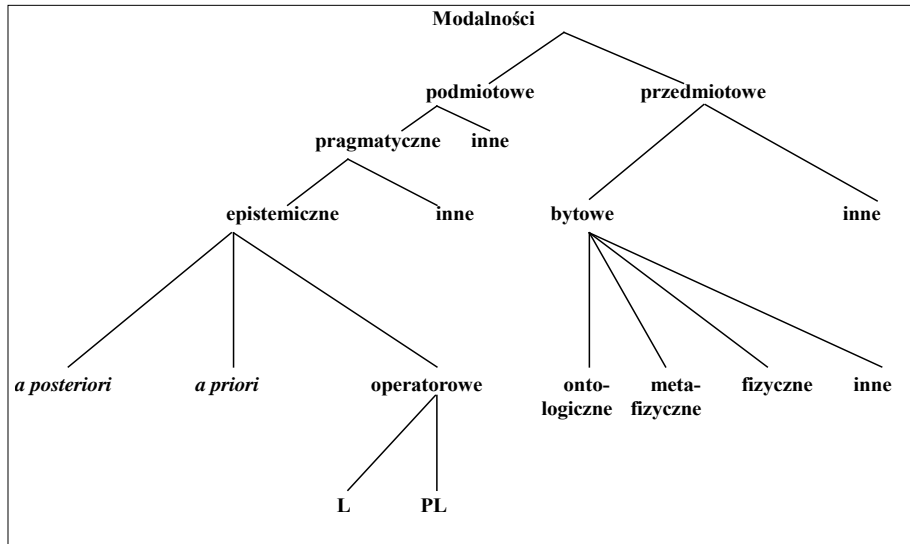 Modalności
podmiotowe przedmiotowe
pragmatyczne inne
epistemiczne inne bytowe inne
a posteriori a priori operatorowe onto- meta- fizyczne inne
logiczne fizyczne
L PL